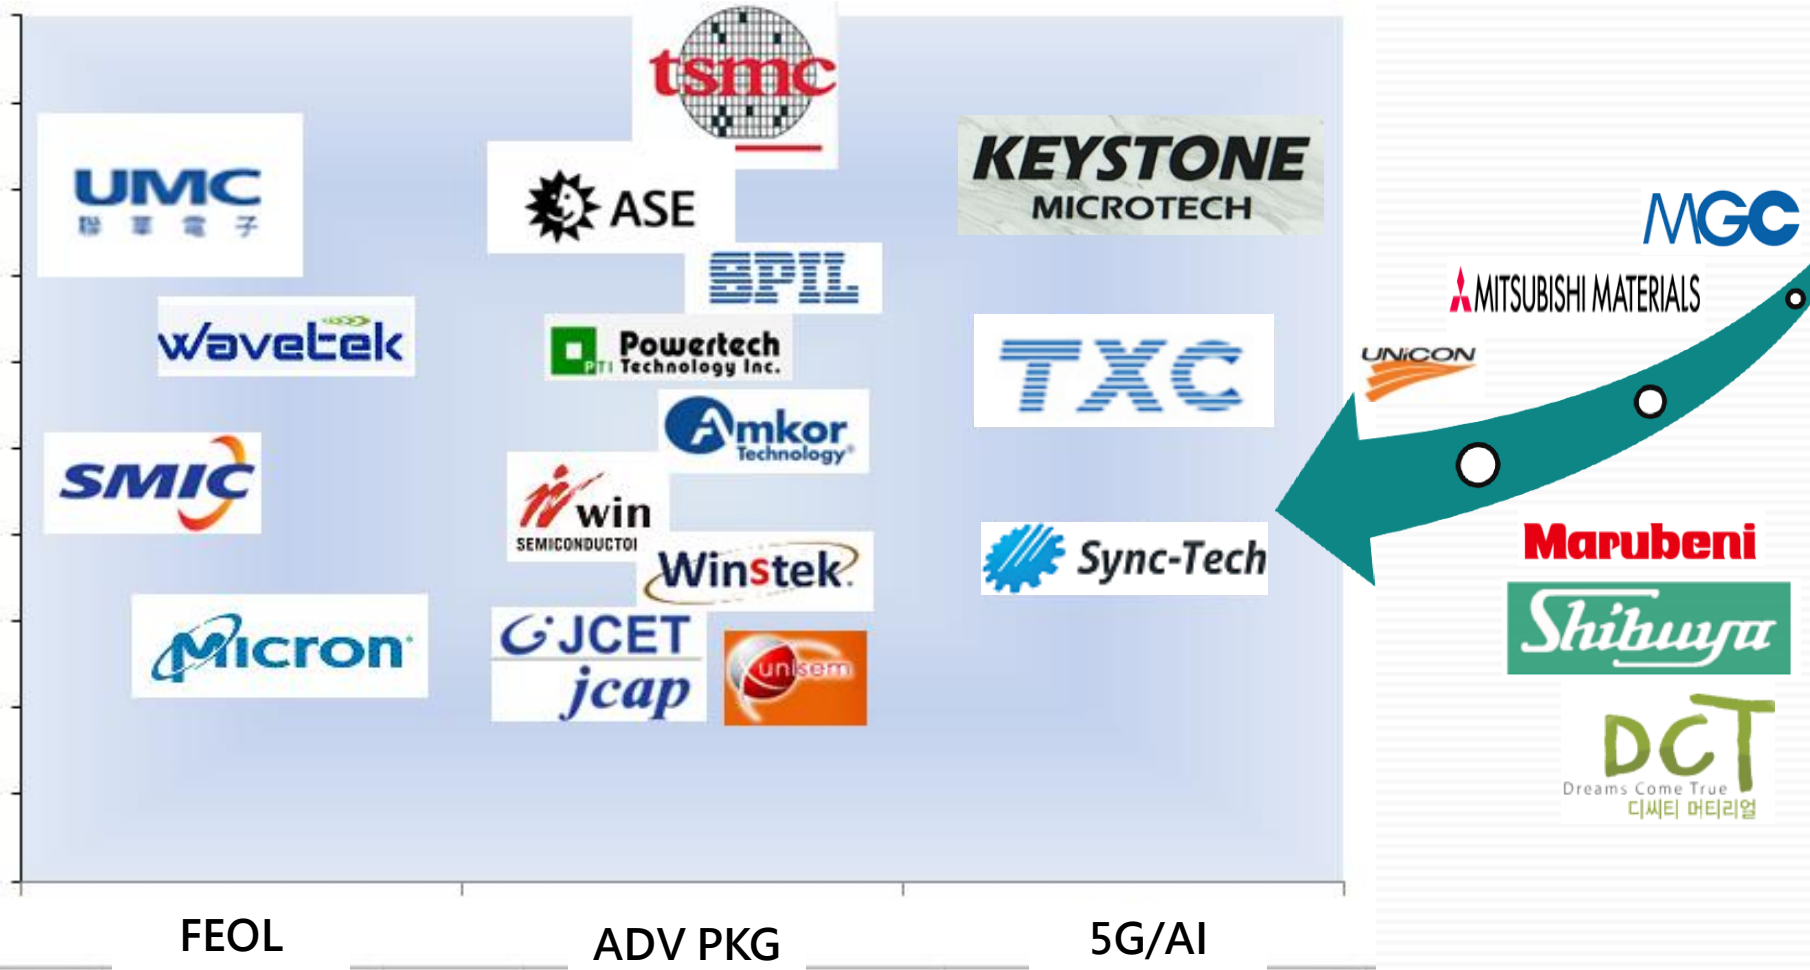 tsmc
UMC
聯華電子
ASE
KEYSTONE
MICROTECH
SPIL
MGC
MITSUBISHI MATERIALS
wavetek
Powertech
PTI Technology Inc.
TXC
UNiCON
Amkor
Technology®
SMIC
win
SEMICONDUCTOR
Winstek
Sync-Tech
Marubeni
Shibuya
Micron
JCET
jcap
unisem
DCT
Dreams Come True
디씨티 머티리얼
FEOL
ADV PKG
5G/AI